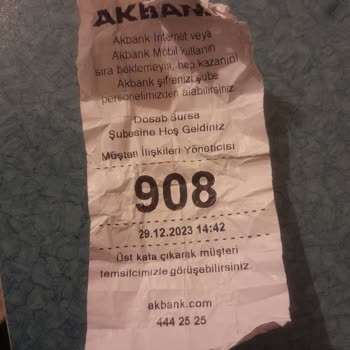 AKBANK
Akbank Internet veya
Akbank Mobil kullanın
sıra beklemeyin, hep kazanın!
Akbank şifrenizi şube
personelimizden alabilirsiniz.
Dosab Bursa
Şubesine Hoş Geldiniz
Müşteri İlişkileri Yöneticisi
908
29.12.2023 14:42
Üst kata çıkarak müşteri
temsilcimizle görüşebilirsiniz.
akbank.com
444 25 25